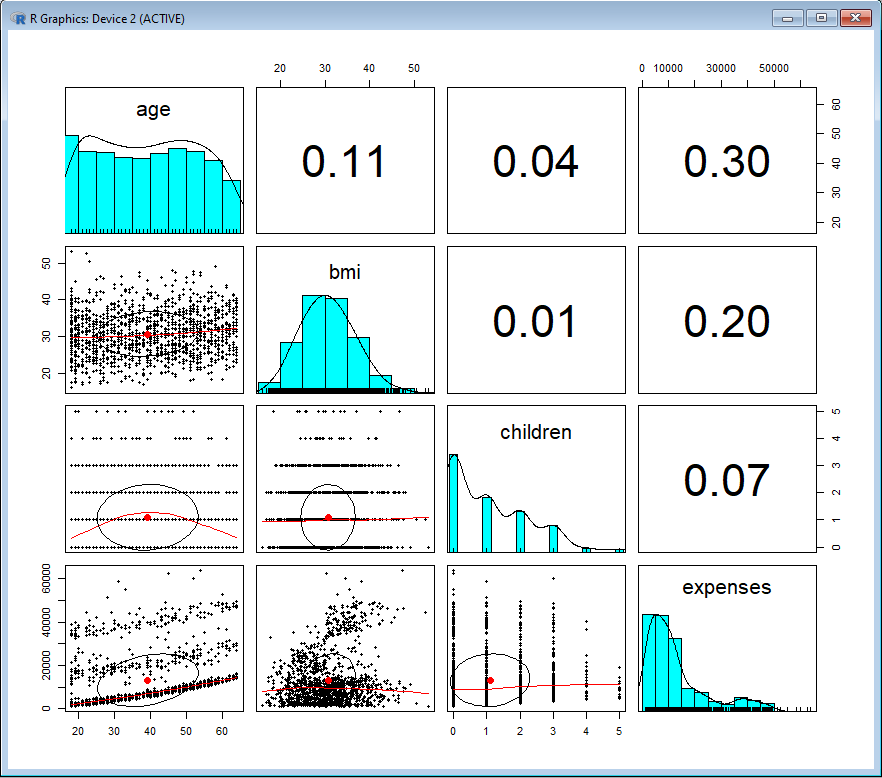 R Graphics: Device 2 (ACTIVE)
20 30 40 50
0 10000 30000 50000
age
0.11
0.04
0.30
20 30 40 50 60
20 30 40 50
bmi
0.01
0.20
children
0.07
0 1 2 3 4 5
0 20000 40000 60000
expenses
20 30 40 50 60
0 1 2 3 4 5